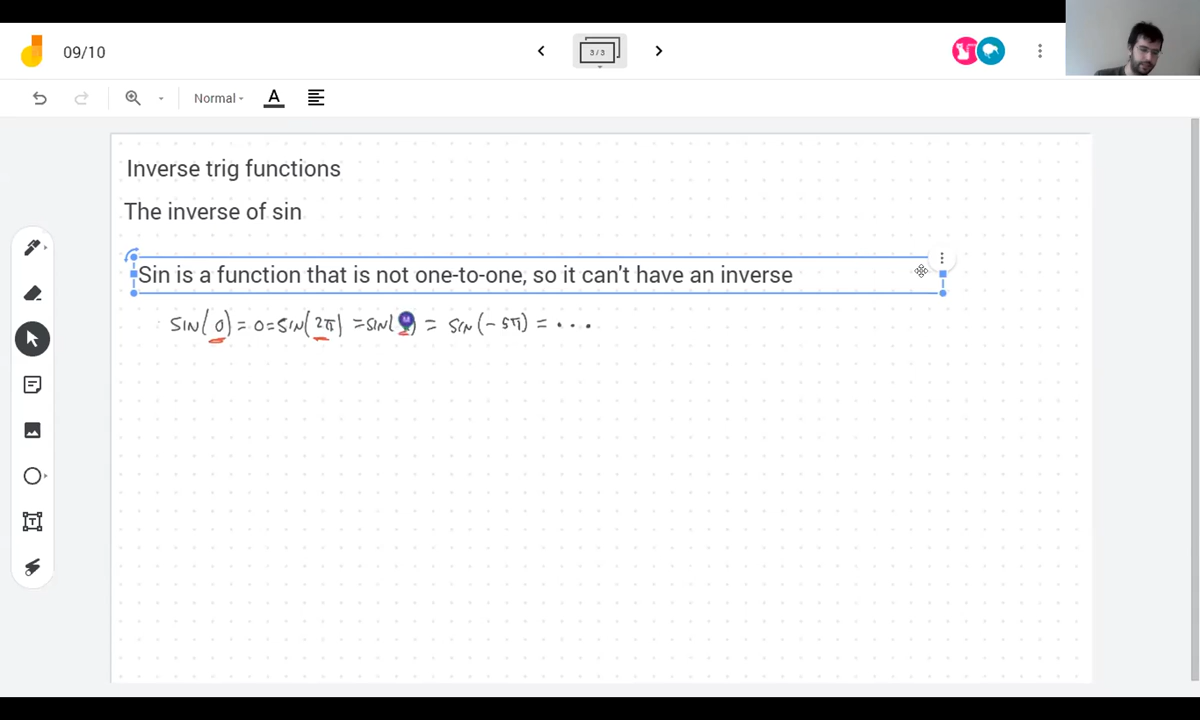 09/10
3/3
Normal
A
Inverse trig functions
The inverse of sin
Sin is a function that is not one-to-one, so it can't have an inverse
SIN(0) = 0 = SIN(2π) = SIN( ) = SIN(-5π) = ...